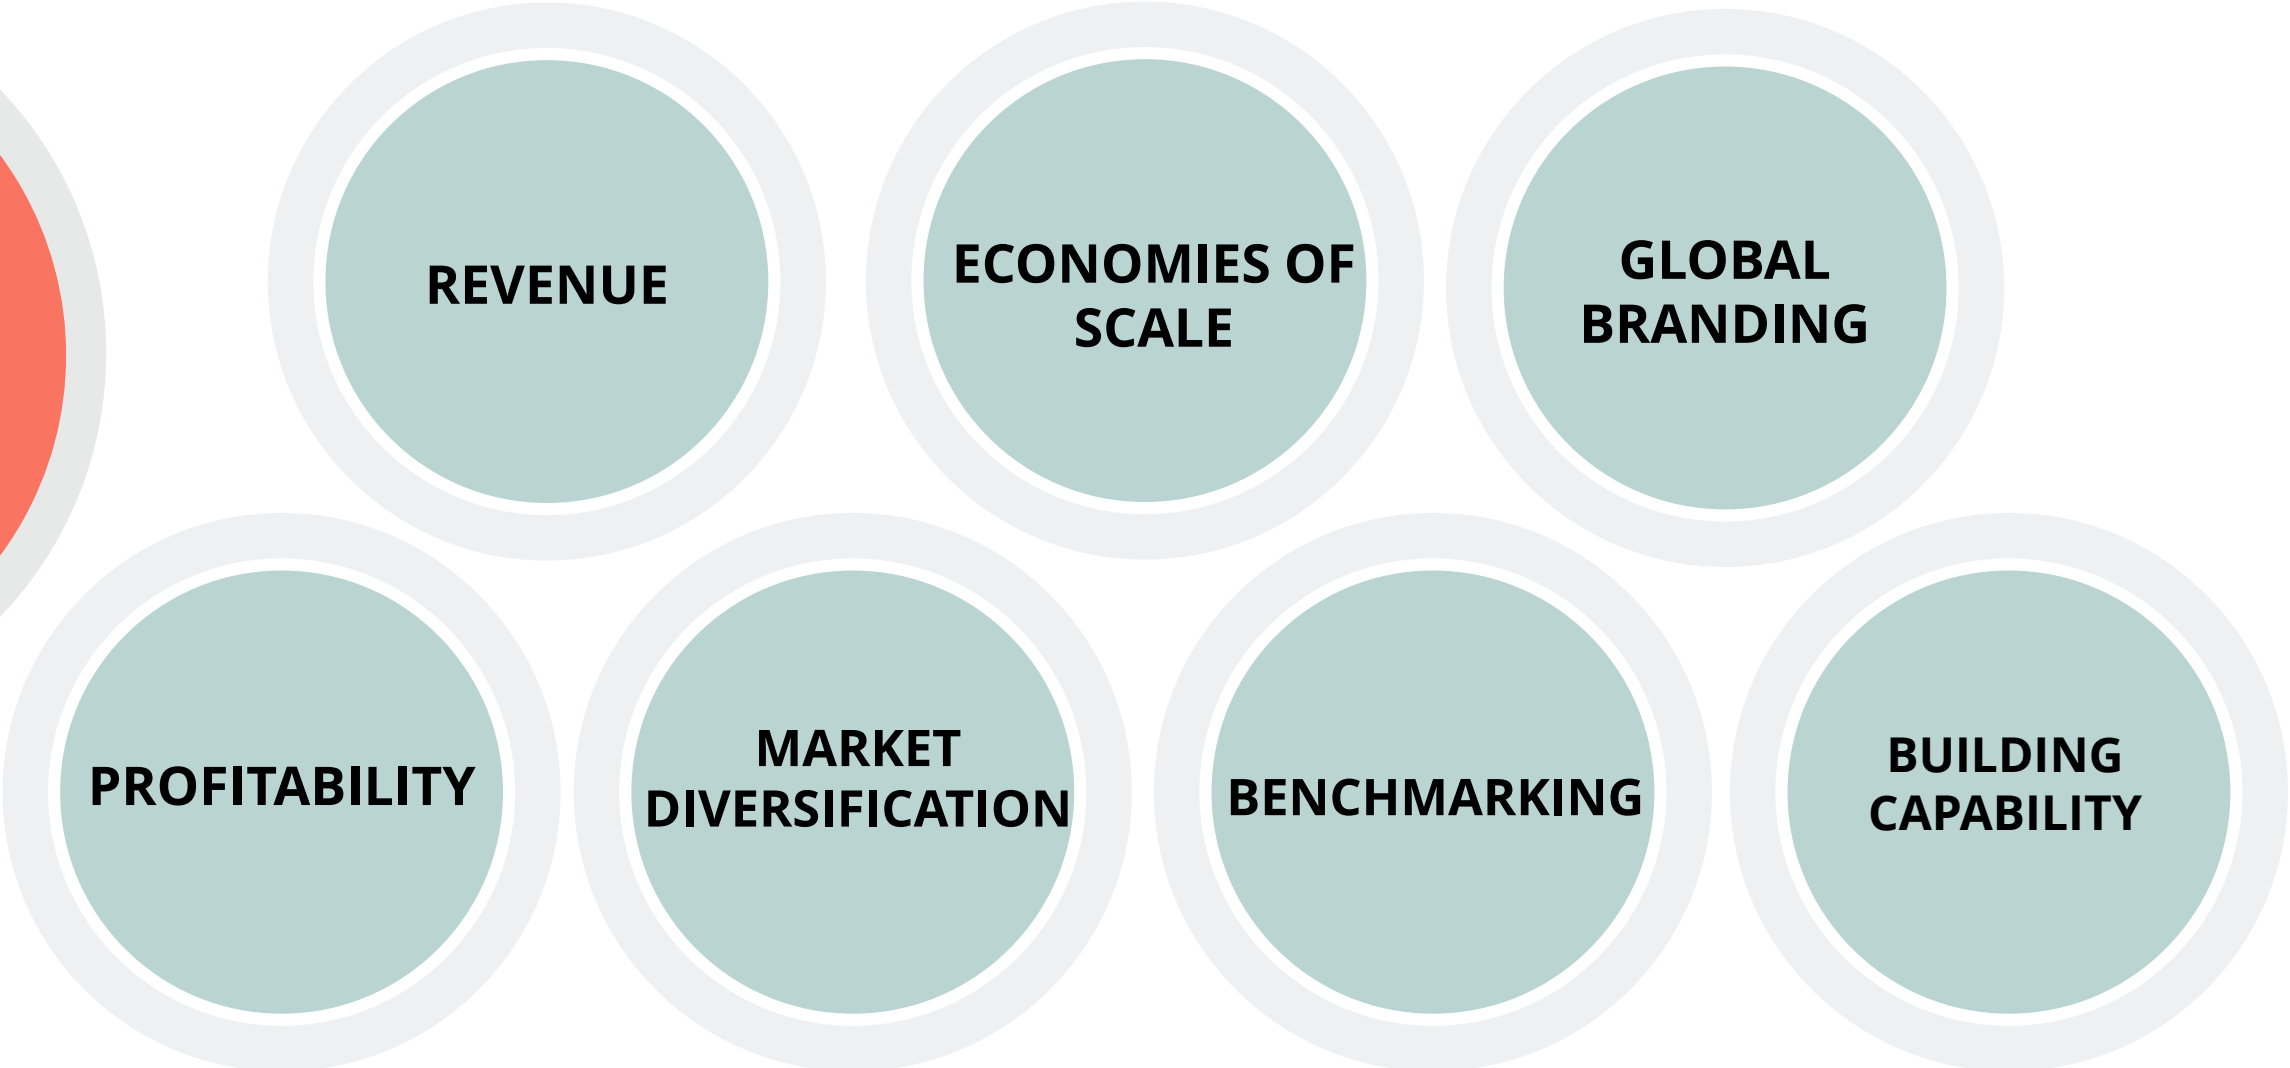 REVENUE
ECONOMIES OF
SCALE
GLOBAL
BRANDING
PROFITABILITY
MARKET
DIVERSIFICATION
BENCHMARKING
BUILDING
CAPABILITY